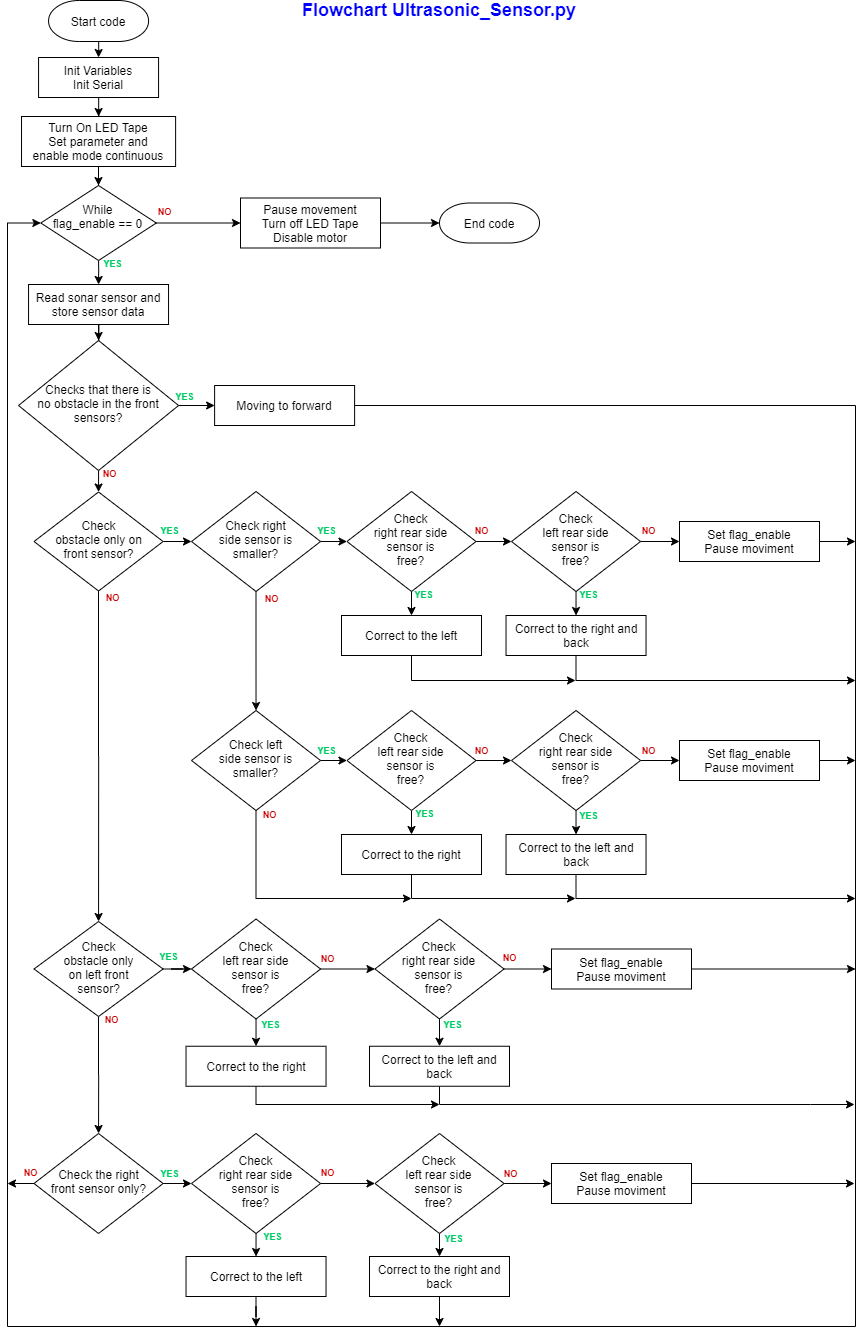 Flowchart Ultrasonic_Sensor.py
Start code
Init Variables
Init Serial
Turn On LED Tape
Set parameter and
enable mode continuous
While
flag_enable == 0
NO
Pause movement
Turn off LED Tape
Disable motor
End code
YES
Read sonar sensor and
store sensor data
Checks that there is
no obstacle in the front
sensors?
YES
Moving to forward
NO
Check
obstacle only on
front sensor?
YES
Check right
side sensor is
smaller?
YES
Check
right rear side
sensor is
free?
NO
Check
left rear side
sensor is
free?
NO
Set flag_enable
Pause moviment
NO
NO
YES
Correct to the left
YES
Correct to the right and
back
Check left
side sensor is
smaller?
YES
Check
left rear side
sensor is
free?
NO
Check
right rear side
sensor is
free?
NO
Set flag_enable
Pause moviment
NO
YES
Correct to the right
YES
Correct to the left and
back
Check
obstacle only
on left front
sensor?
YES
Check
left rear side
sensor is
free?
NO
Check
right rear side
sensor is
free?
NO
Set flag_enable
Pause moviment
NO
YES
Correct to the right
YES
Correct to the left and
back
NO
Check the right
front sensor only?
YES
Check
right rear side
sensor is
free?
NO
Check
left rear side
sensor is
free?
NO
Set flag_enable
Pause moviment
YES
Correct to the left
YES
Correct to the right and
back